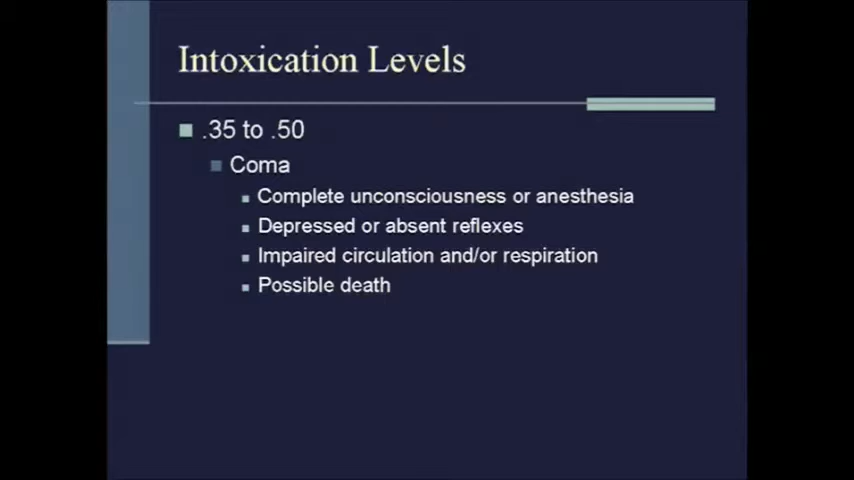 Intoxication Levels
.35 to .50
Coma
Complete unconsciousness or anesthesia
Depressed or absent reflexes
Impaired circulation and/or respiration
Possible death